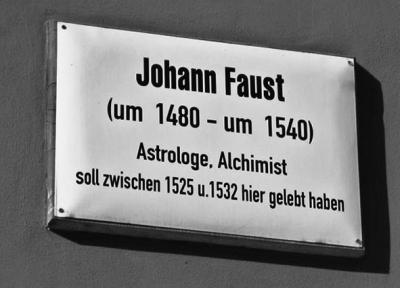 Johann Faust
(um 1480 – um 1540)
Astrologe, Alchimist
soll zwischen 1525 u.1532 hier gelebt haben